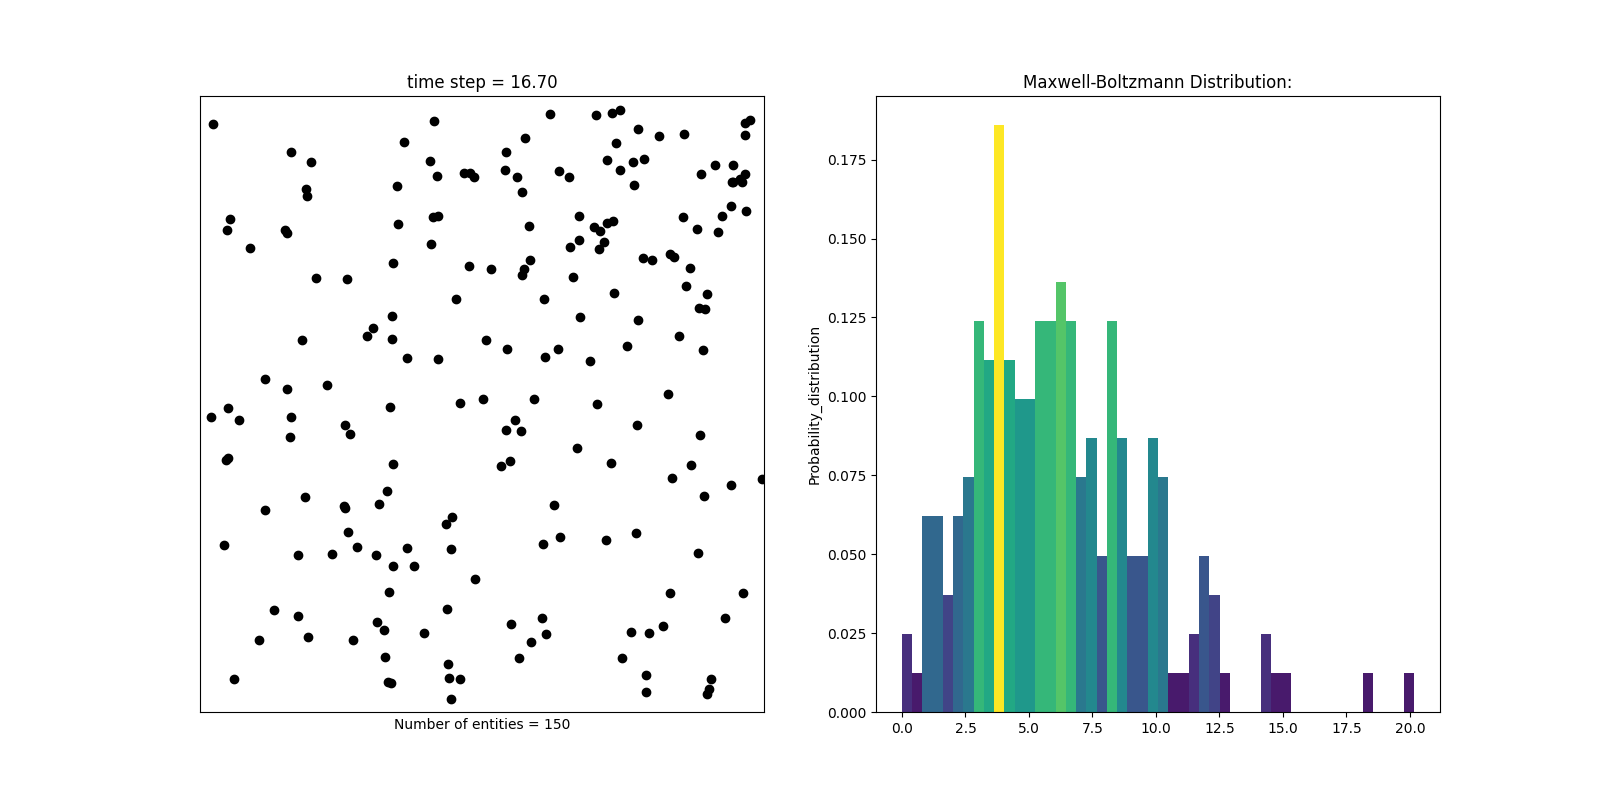 time step = 16.70
Number of entities = 150
Maxwell-Boltzmann Distribution:
Probability_distribution
0.175
0.150
0.125
0.100
0.075
0.050
0.025
0.000
0.0 2.5 5.0 7.5 10.0 12.5 15.0 17.5 20.0